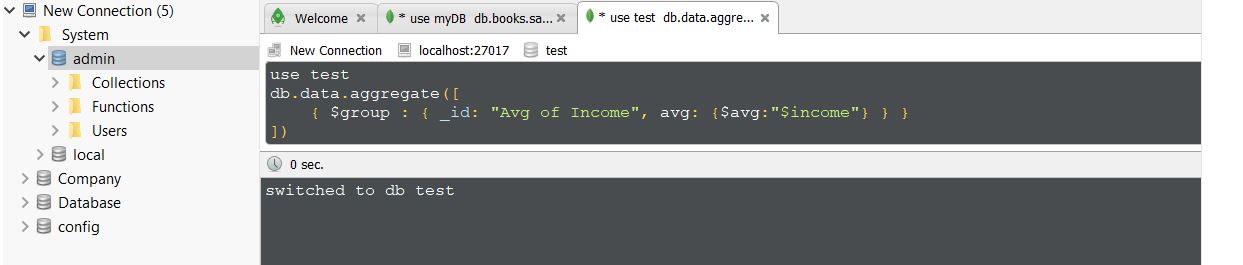 New Connection (5)
System
admin
Collections
Functions
Users
local
Company
Database
config
Welcome
* use myDB db.books.sa...
* use test db.data.aggre...
New Connection localhost:27017 test
use test
db.data.aggregate([
{ $group : { _id: "Avg of Income", avg: {$avg:"$income"} } }
])
0 sec.
switched to db test